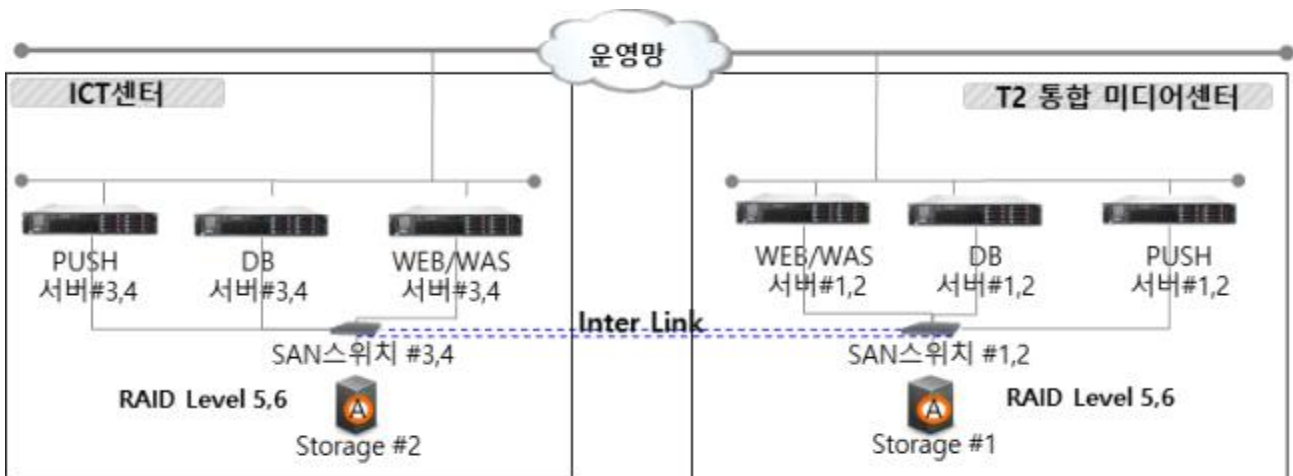 운영망
ICT센터
T2 통합 미디어센터
PUSH
서버#3,4
DB
서버#3,4
WEB/WAS
서버#3,4
WEB/WAS
서버#1,2
DB
서버#1,2
PUSH
서버#1,2
Inter Link
SAN스위치 #3,4
SAN스위치 #1,2
RAID Level 5,6
RAID Level 5,6
A
Storage #2
A
Storage #1